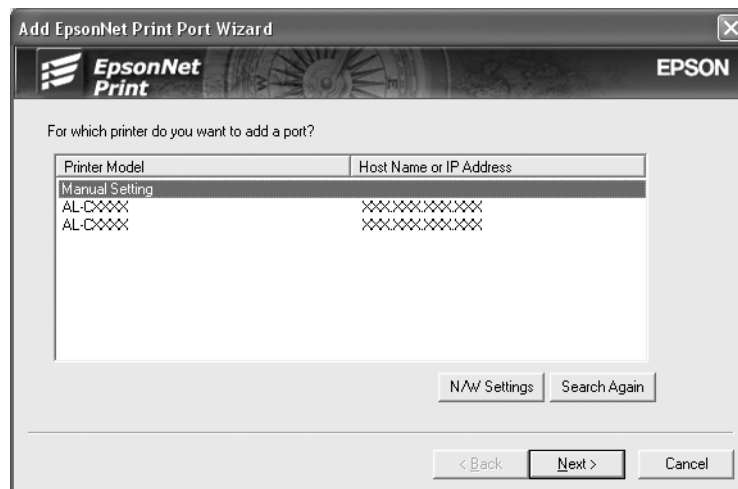 Add EpsonNet Print Port Wizard
EpsonNet
Print
EPSON
For which printer do you want to add a port?
Printer Model Host Name or IP Address
Manual Setting
AL-CXXXX XXX.XXX.XXX.XXX
AL-CXXXX XXX.XXX.XXX.XXX
N/W Settings Search Again
< Back Next > Cancel